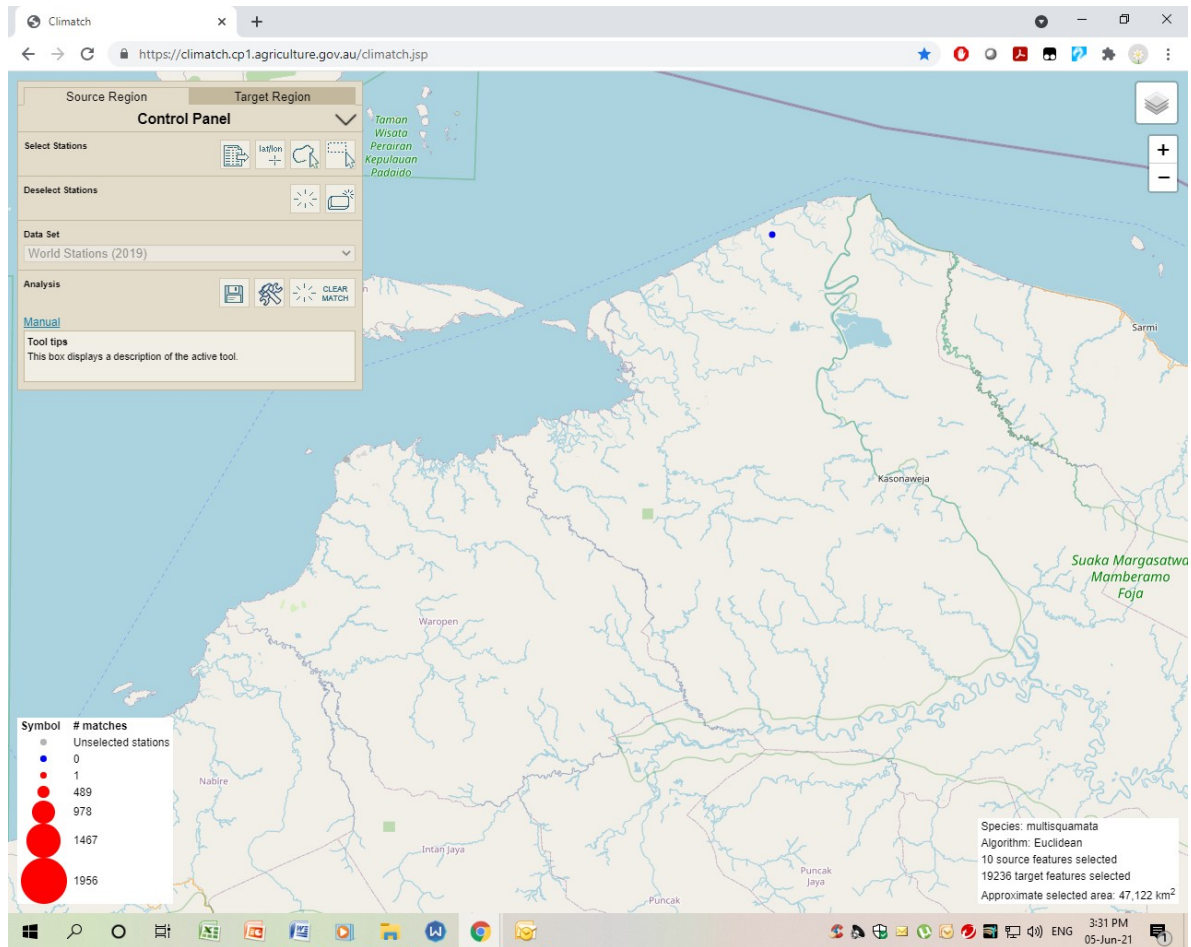 Climatch
https://climatch.cp1.agriculture.gov.au/climatch.jsp
Source Region
Target Region
Control Panel
Select Stations
lat/lon
Deselect Stations
Data Set
World Stations (2019)
Analysis
CLEAR
MATCH
Manual
Tool tips
This box displays a description of the active tool.
Taman
Wisata
Perairan
Kepulauan
Padaido
+
−
Sarmi
Kasonaweja
Suaka Margasatwa
Mamberamo
Foja
Waropen
Nabire
Intan Jaya
Puncak
Jaya
Puncak
Symbol # matches
Unselected stations
0
1
489
978
1467
1956
Species: multisquamata
Algorithm: Euclidean
10 source features selected
19236 target features selected
Approximate selected area: 47,122 km²
ENG
3:31 PM
05-Jun-21
1